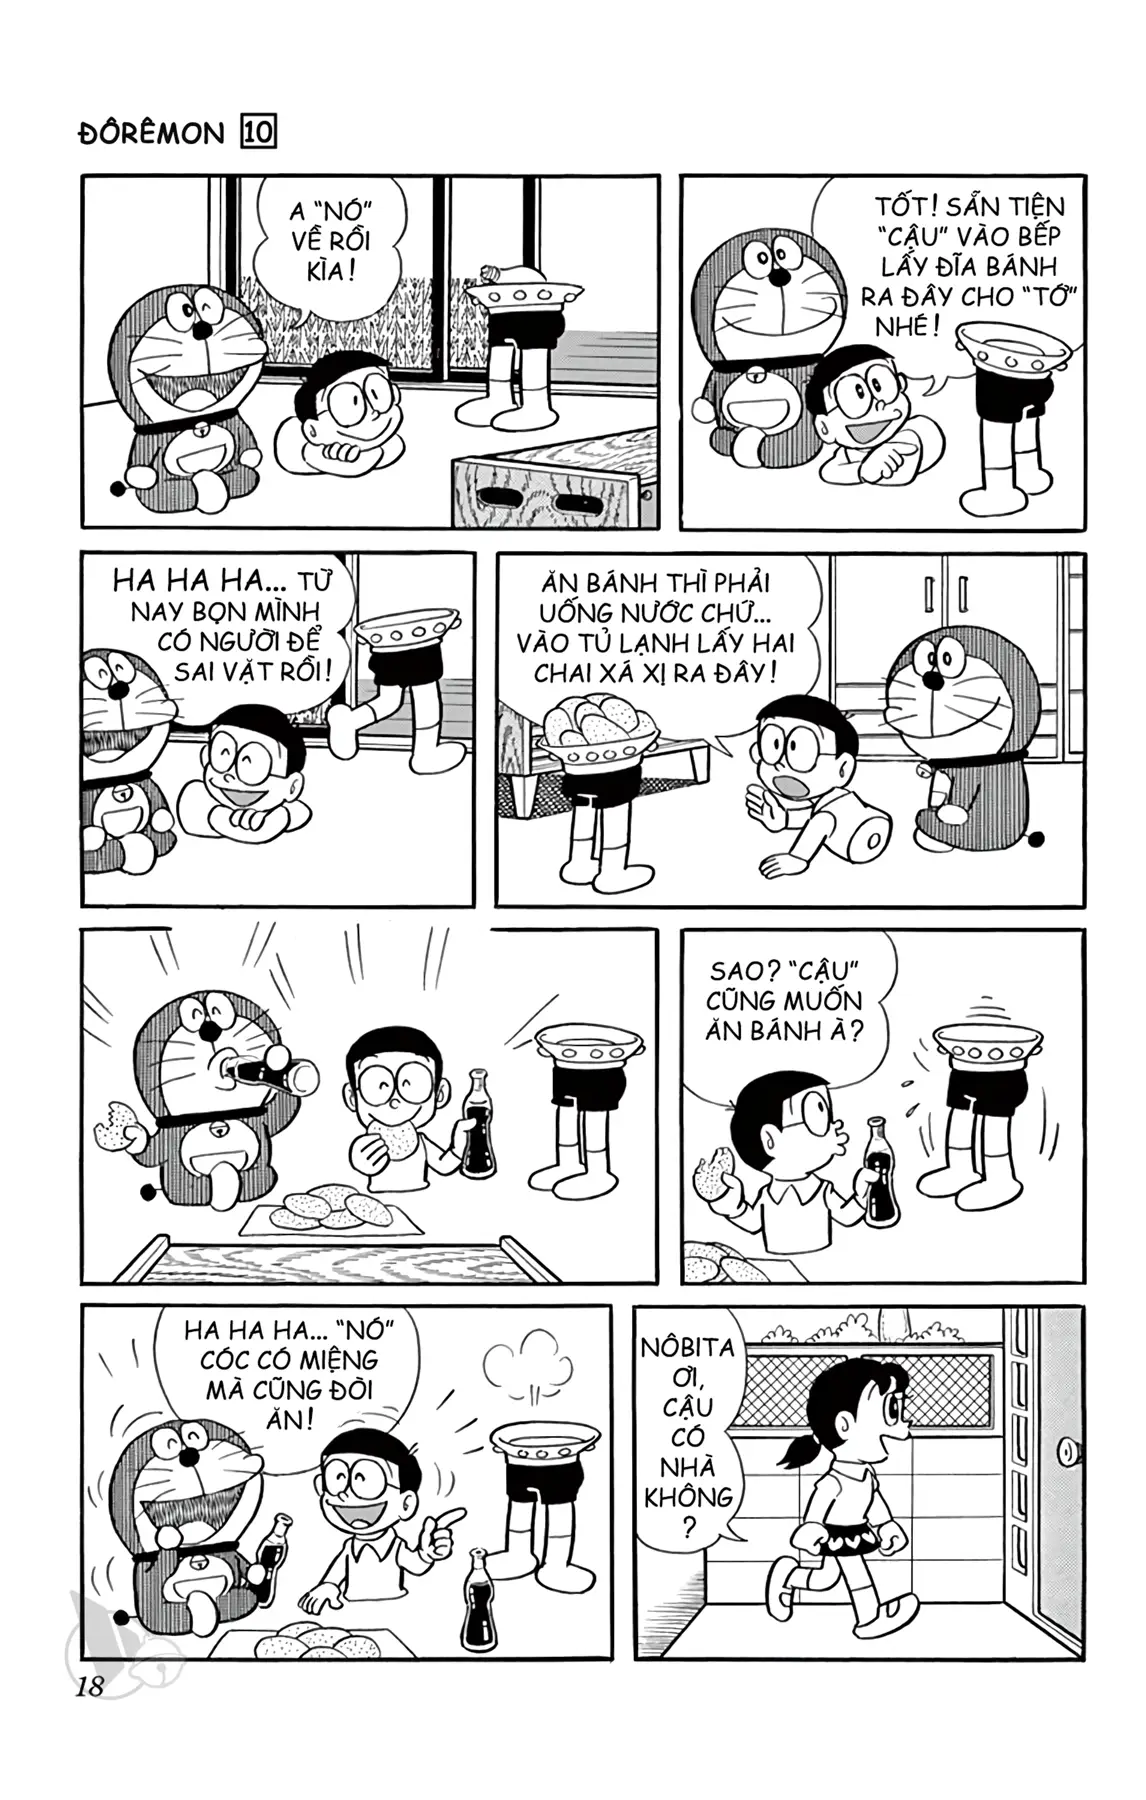 ĐÔRÊMON 10
A “NÓ”
VỀ RỒI
KÌA!
TỐT! SẴN TIỆN
“CẬU” VÀO BẾP
LẤY ĐĨA BÁNH
RA ĐÂY CHO “TỚ”
NHÉ!
HA HA HA... TỪ
NAY BỌN MÌNH
CÓ NGƯỜI ĐỂ
SAI VẶT RỒI!
ĂN BÁNH THÌ PHẢI
UỐNG NƯỚC CHỨ...
VÀO TỦ LẠNH LẤY HAI
CHAI XÁ XỊ RA ĐÂY!
SAO? “CẬU”
CŨNG MUỐN
ĂN BÁNH À?
HA HA HA... “NÓ”
CÓC CÓ MIỆNG
MÀ CŨNG ĐÒI
ĂN!
NÔBITA
ƠI,
CẬU
CÓ
NHÀ
KHÔNG
?
18